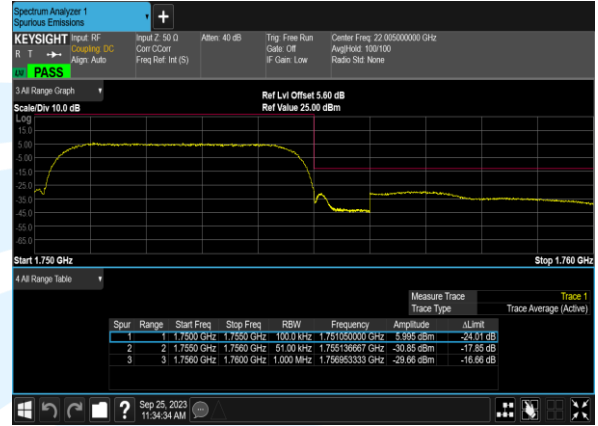 Spectrum Analyzer 1
Spurious Emissions
KEYSIGHT Input: RF Input Z: 50 Ω Atten: 40 dB Trig: Free Run Center Freq: 22.005000000 GHz
R T Coupling: DC Corr CCorr Gate: Off Avg|Hold: 100/100
Align: Auto Freq Ref: Int (S) IF Gain: Low Radio Std: None
LW PASS
3 All Range Graph
Ref Lvl Offset 5.60 dB
Scale/Div 10.0 dB Ref Value 25.00 dBm
Log
15.0
5.00
-5.00
-15.0
-25.0
-35.0
-45.0
-55.0
-65.0
Start 1.750 GHz Stop 1.760 GHz
4 All Range Table
Measure Trace Trace 1
Trace Type Trace Average (Active)
Spur Range Start Freq Stop Freq RBW Frequency Amplitude ΔLimit
1 1 1.7500 GHz 1.7550 GHz 100.0 kHz 1.751050000 GHz 5.995 dBm -24.01 dB
2 2 1.7550 GHz 1.7560 GHz 51.00 kHz 1.755136667 GHz -30.85 dBm -17.85 dB
3 3 1.7560 GHz 1.7600 GHz 1.000 MHz 1.756953333 GHz -29.66 dBm -16.66 dB
Sep 25, 2023
11:34:34 AM